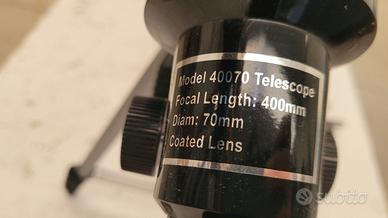 Model 40070 Telescope
Focal Length: 400mm
Diam: 70mm
Coated Lens
subito